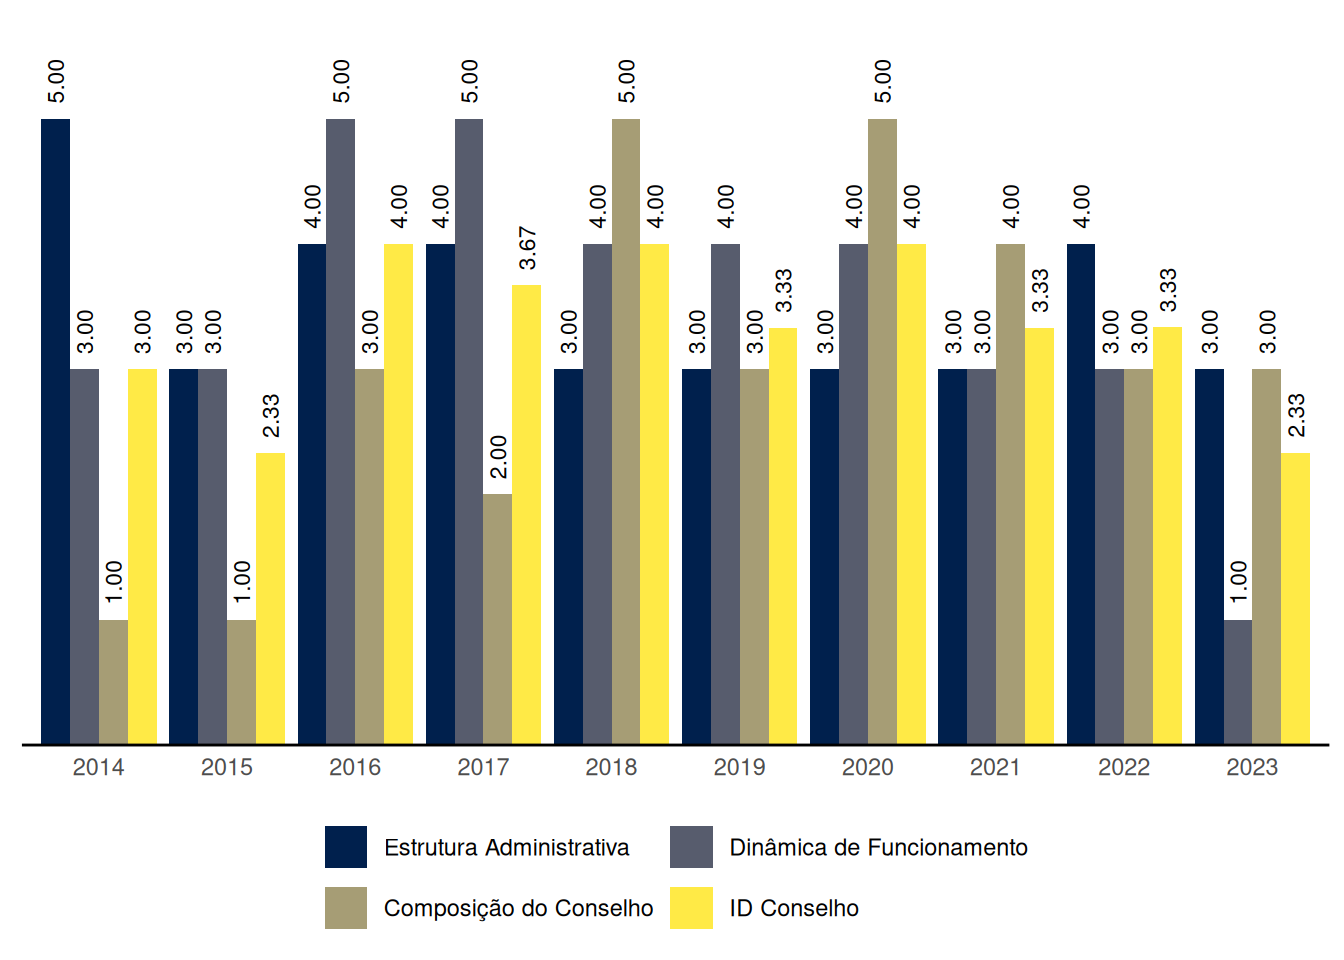 5.00 3.00 1.00 3.00
3.00 3.00 1.00 2.33
4.00 5.00 3.00 4.00
4.00 5.00 2.00 3.67
3.00 4.00 5.00 4.00
3.00 4.00 3.00 3.33
3.00 4.00 5.00 4.00
3.00 3.00 4.00 3.33
4.00 3.00 3.00 3.33
3.00 1.00 3.00 2.33
2014 2015 2016 2017 2018 2019 2020 2021 2022 2023
Estrutura Administrativa Dinâmica de Funcionamento
Composição do Conselho ID Conselho